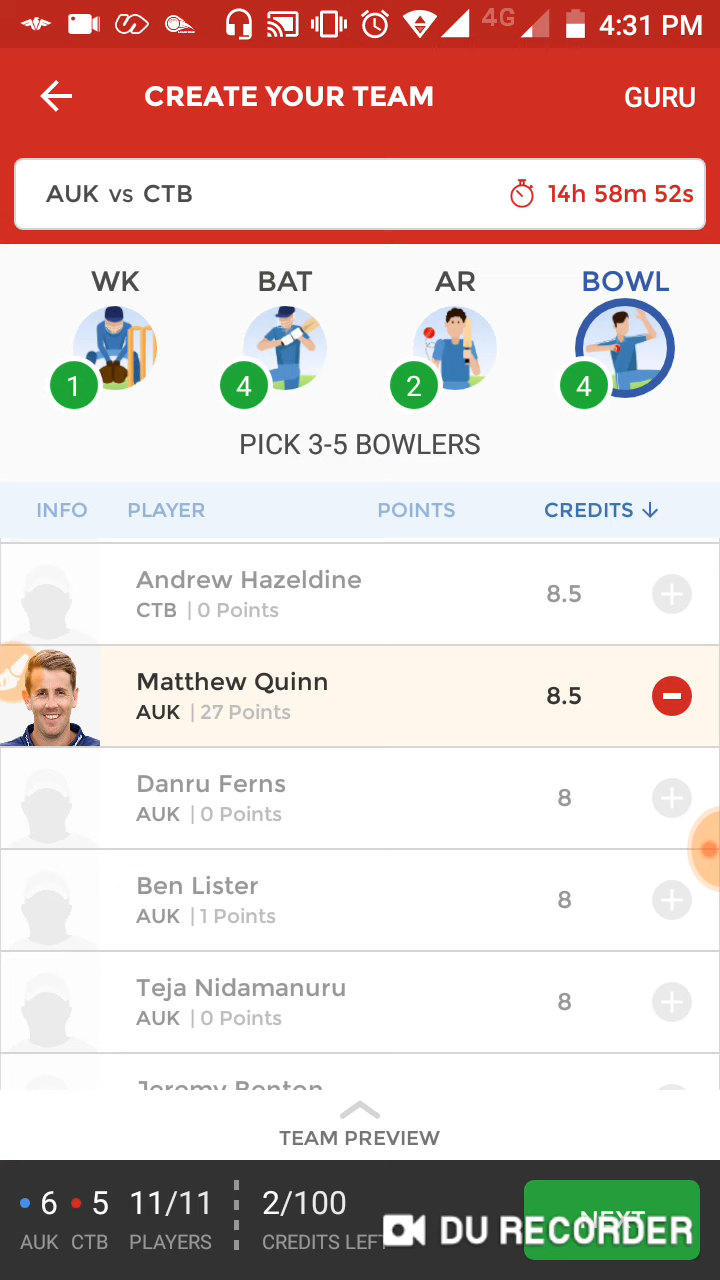 4G 4:31 PM
CREATE YOUR TEAM GURU
AUK vs CTB 14h 58m 52s
WK BAT AR BOWL
1 4 2 4
PICK 3-5 BOWLERS
INFO PLAYER POINTS CREDITS
Andrew Hazeldine 8.5
CTB | 0 Points
Matthew Quinn 8.5
AUK | 27 Points
Danru Ferns 8
AUK | 0 Points
Ben Lister 8
AUK | 1 Points
Teja Nidamanuru 8
AUK | 0 Points
Jeremy Benton
TEAM PREVIEW
6 5 11/11 2/100 NEXT
AUK CTB PLAYERS CREDITS LEFT
DU RECORDER